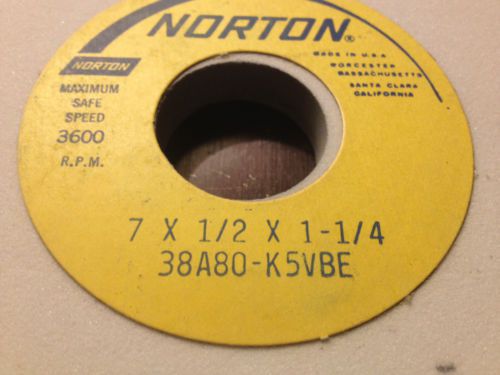 NORTON®
NORTON
MAXIMUM
SAFE
SPEED
3600
R.P.M.
MADE IN U.S.A.
WORCESTER
MASSACHUSETTS
SANTA CLARA
CALIFORNIA
7 X 1/2 X 1-1/4
38A80-K5VBE